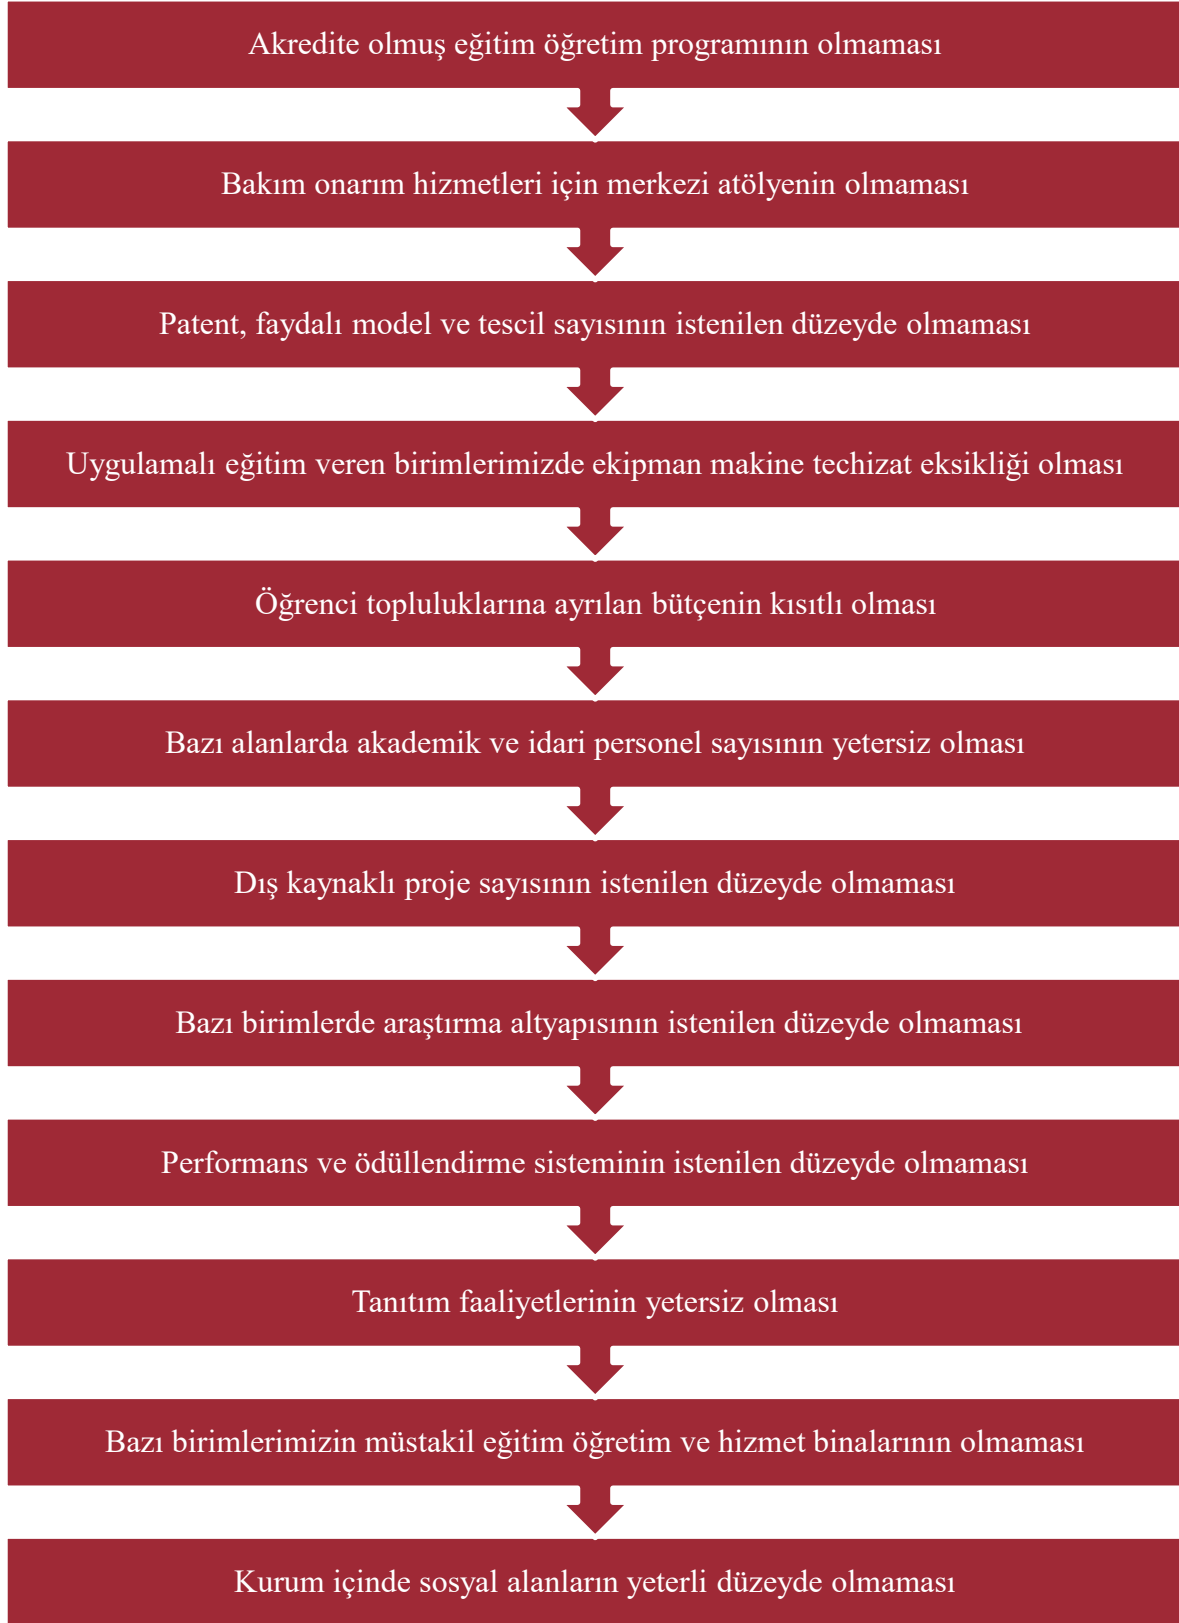 Akredite olmuş eğitim öğretim programının olmaması
Bakım onarım hizmetleri için merkezi atölyenin olmaması
Patent, faydalı model ve tescil sayısının istenilen düzeyde olmaması
Uygulamalı eğitim veren birimlerimizde ekipman makine techizat eksikliği olması
Öğrenci topluluklarına ayrılan bütçenin kısıtlı olması
Bazı alanlarda akademik ve idari personel sayısının yetersiz olması
Dış kaynaklı proje sayısının istenilen düzeyde olmaması
Bazı birimlerde araştırma altyapısının istenilen düzeyde olmaması
Performans ve ödüllendirme sisteminin istenilen düzeyde olmaması
Tanıtım faaliyetlerinin yetersiz olması
Bazı birimlerimizin müstakil eğitim öğretim ve hizmet binalarının olmaması
Kurum içinde sosyal alanların yeterli düzeyde olmaması